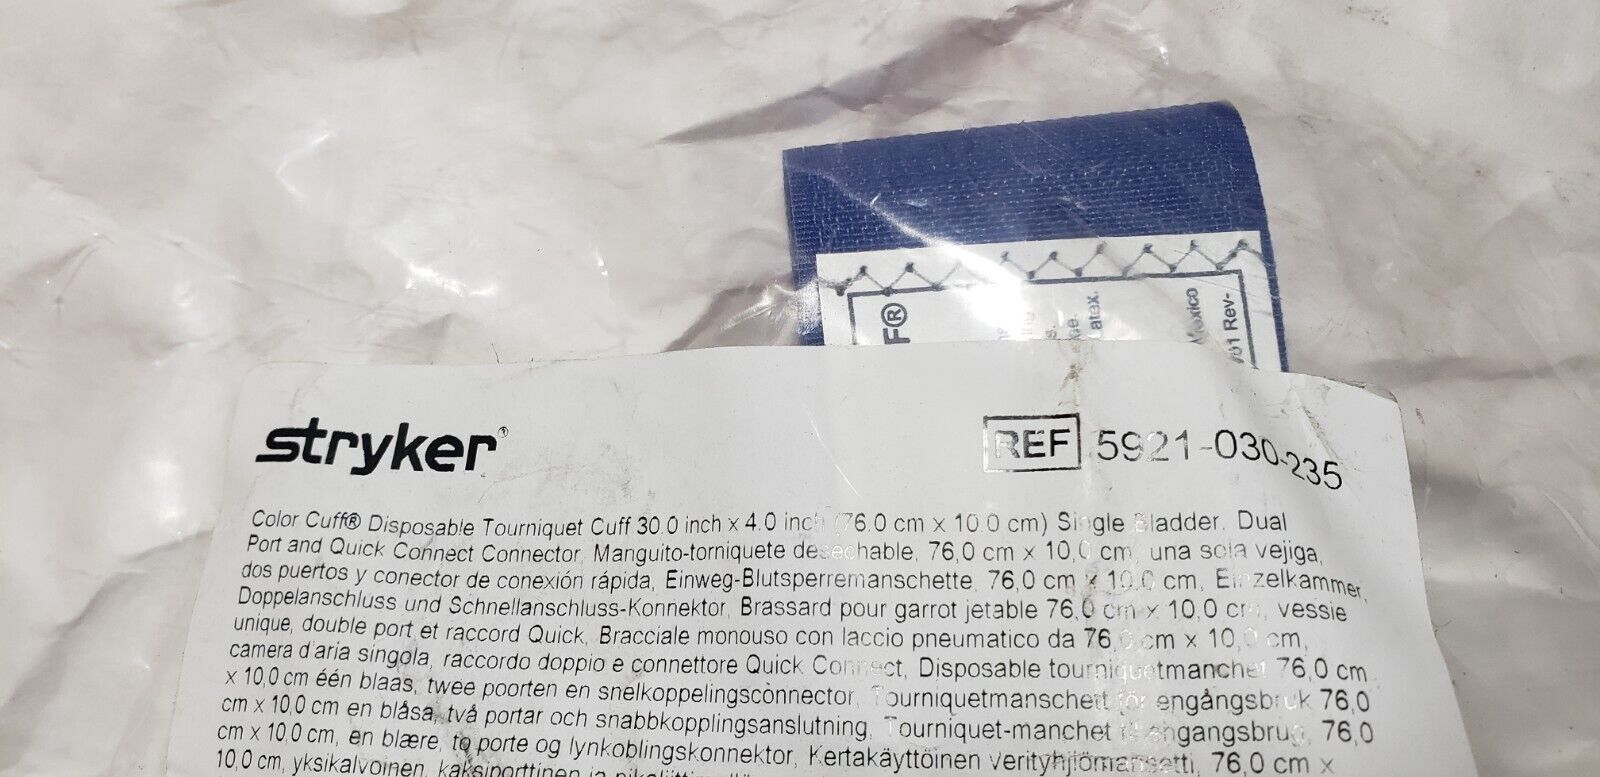 F®
Latex.
Mexico
Rev-
stryker®
REF 5921-030-235
Color Cuff® Disposable Tourniquet Cuff 30.0 inch x 4.0 inch (76.0 cm x 10.0 cm) Single Bladder, Dual
Port and Quick Connect Connector, Manguito-torniquete desechable, 76,0 cm x 10,0 cm, una sola vejiga,
dos puertos y conector de conexión rápida, Einweg-Blutsperremanschette, 76,0 cm x 10,0 cm, Einzelkammer,
Doppelanschluss und Schnellanschluss-Konnektor, Brassard pour garrot jetable 76,0 cm x 10,0 cm, vessie
unique, double port et raccord Quick, Bracciale monouso con laccio pneumatico da 76,0 cm x 10,0 cm,
camera d'aria singola, raccordo doppio e connettore Quick Connect, Disposable tourniquetmanchet 76,0 cm
x 10,0 cm één blaas, twee poorten en snelkoppelingsconnector, Tourniquetmanschett för engångsbruk 76,0
cm x 10,0 cm en blåsa, två portar och snabbkopplingsanslutning, Tourniquet-manchet til engangsbrug, 76,0
cm x 10,0 cm, en blære, to porte og lynkoblingskonnektor, Kertakäyttöinen verityhjiömansetti, 76,0 cm x
10,0 cm, yksikalvoinen, kaksiporttinen ja